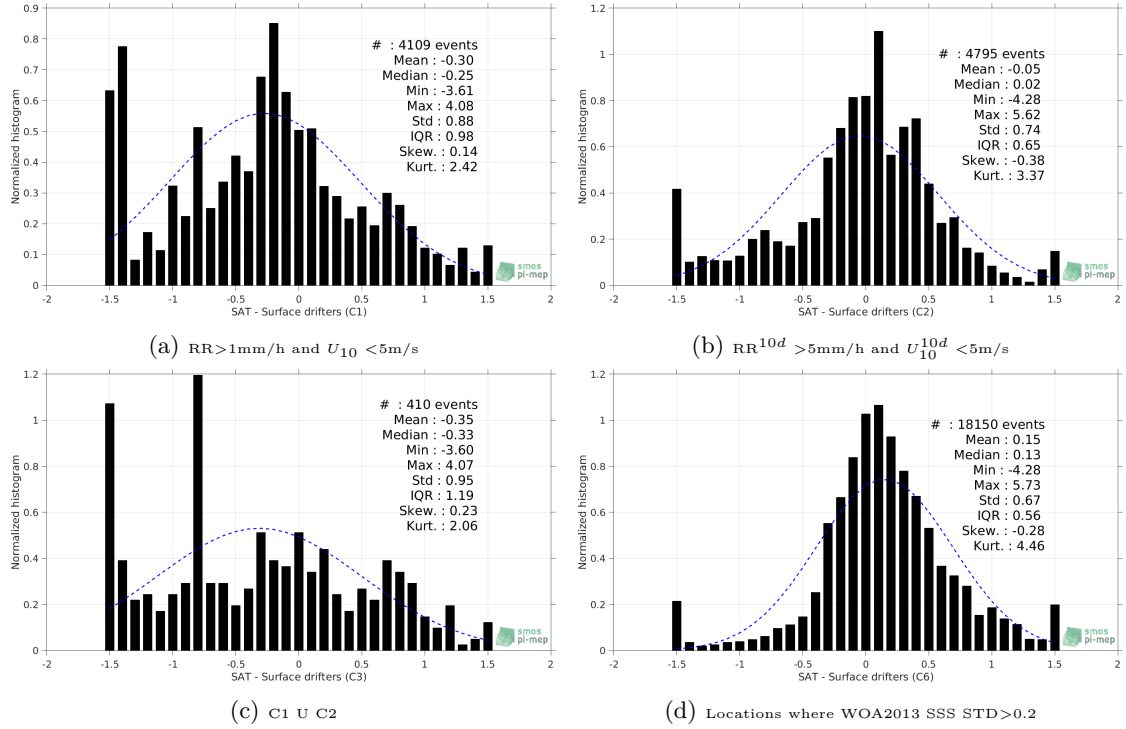 0.9
0.8
0.7
0.6
0.5
0.4
0.3
0.2
0.1
0
Normalized histogram
# : 4109 events
Mean : -0.30
Median : -0.25
Min : -3.61
Max : 4.08
Std : 0.88
IQR : 0.98
Skew. : 0.14
Kurt. : 2.42
smos
pi-mep
-2 -1.5 -1 -0.5 0 0.5 1 1.5 2
SAT - Surface drifters (C1)
(a) RR>1mm/h and U10 <5m/s
1.2
1
0.8
0.6
0.4
0.2
0
Normalized histogram
# : 4795 events
Mean : -0.05
Median : 0.02
Min : -4.28
Max : 5.62
Std : 0.74
IQR : 0.65
Skew. : -0.38
Kurt. : 3.37
smos
pi-mep
-2 -1.5 -1 -0.5 0 0.5 1 1.5 2
SAT - Surface drifters (C2)
(b) RR^10d >5mm/h and U10^10d <5m/s
1.2
1
0.8
0.6
0.4
0.2
0
Normalized histogram
# : 410 events
Mean : -0.35
Median : -0.33
Min : -3.60
Max : 4.07
Std : 0.95
IQR : 1.19
Skew. : 0.23
Kurt. : 2.06
smos
pi-mep
-2 -1.5 -1 -0.5 0 0.5 1 1.5 2
SAT - Surface drifters (C3)
(c) C1 U C2
1.2
1
0.8
0.6
0.4
0.2
0
Normalized histogram
# : 18150 events
Mean : 0.15
Median : 0.13
Min : -4.28
Max : 5.73
Std : 0.67
IQR : 0.56
Skew. : -0.28
Kurt. : 4.46
smos
pi-mep
-2 -1.5 -1 -0.5 0 0.5 1 1.5 2
SAT - Surface drifters (C6)
(d) Locations where WOA2013 SSS STD>0.2